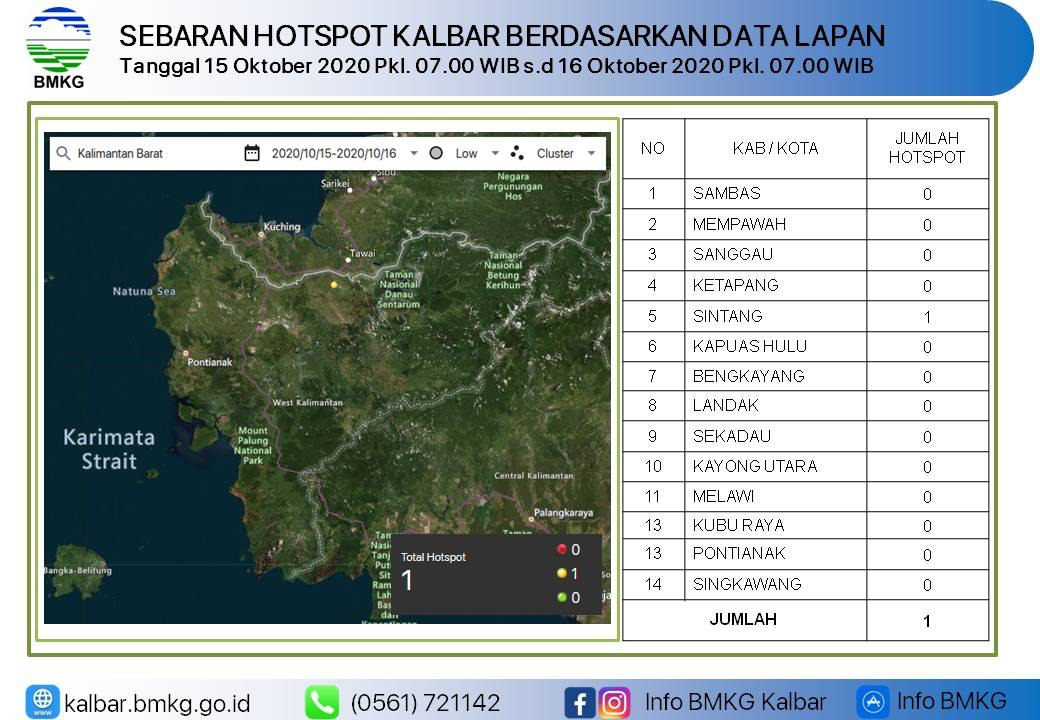 BMKG
SEBARAN HOTSPOT KALBAR BERDASARKAN DATA LAPAN
Tanggal 15 Oktober 2020 Pkl. 07.00 WIB s.d 16 Oktober 2020 Pkl. 07.00 WIB
Kalimantan Barat 2020/10/15-2020/10/16 Low Cluster
Sibu
Sarikei
Negara
Pergunungan
Hos
Kuching
Tawai
Taman
Nasional
Betung
Kerihun
Taman
Nasional
Danau
Sentarum
Natuna Sea
Pontianak
West Kalimantan
Karimata
Strait
Mount
Palung
National
Park
Central Kalimantan
Palangkaraya
Taman
Bangka-Belitung
Total Hotspot
1
0
1
0
NO KAB / KOTA JUMLAH HOTSPOT
1 SAMBAS 0
2 MEMPAWAH 0
3 SANGGAU 0
4 KETAPANG 0
5 SINTANG 1
6 KAPUAS HULU 0
7 BENGKAYANG 0
8 LANDAK 0
9 SEKADAU 0
10 KAYONG UTARA 0
11 MELAWI 0
13 KUBU RAYA 0
13 PONTIANAK 0
14 SINGKAWANG 0
JUMLAH 1
kalbar.bmkg.go.id (0561) 721142 Info BMKG Kalbar Info BMKG